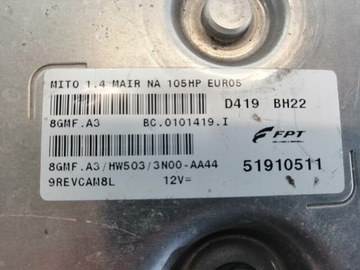 MITO 1.4 MAIR NA 105HP EURO5
D419 BH22
8GMF.A3 BC.0101419.I
FPT
8GMF.A3/HW503/3N00-AA44 51910511
9REVCAM8L 12V=